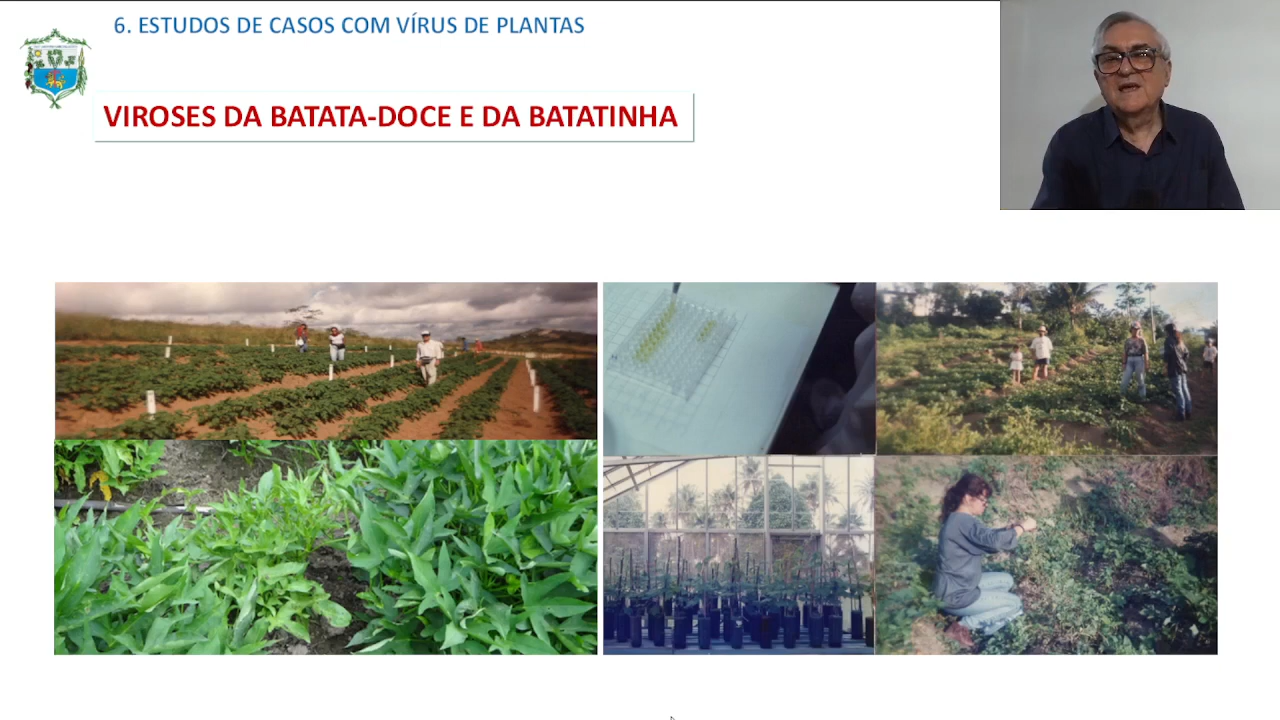 6. ESTUDOS DE CASOS COM VÍRUS DE PLANTAS
VIROSES DA BATATA-DOCE E DA BATATINHA